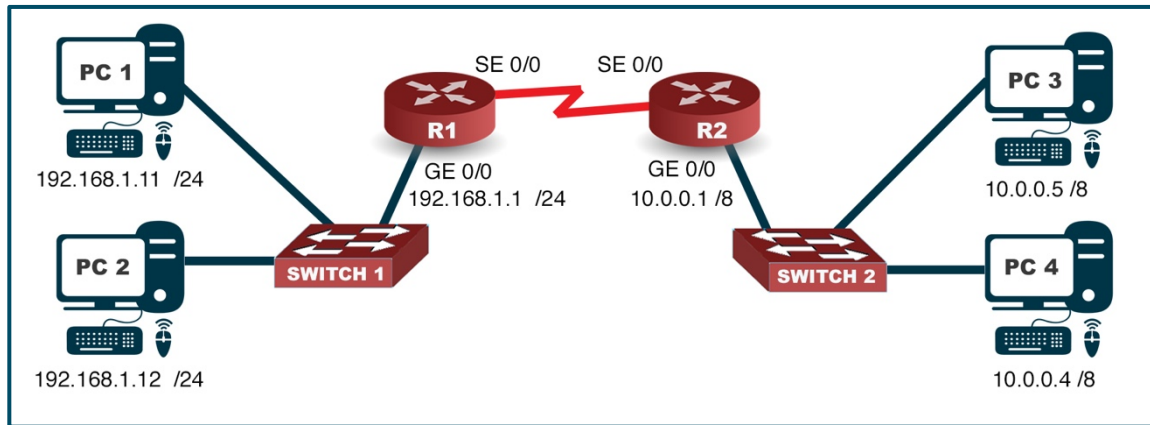 PC 1
192.168.1.11 /24
PC 2
192.168.1.12 /24
SWITCH 1
SE 0/0
R1
GE 0/0
192.168.1.1 /24
SE 0/0
R2
GE 0/0
10.0.0.1 /8
SWITCH 2
PC 3
10.0.0.5 /8
PC 4
10.0.0.4 /8